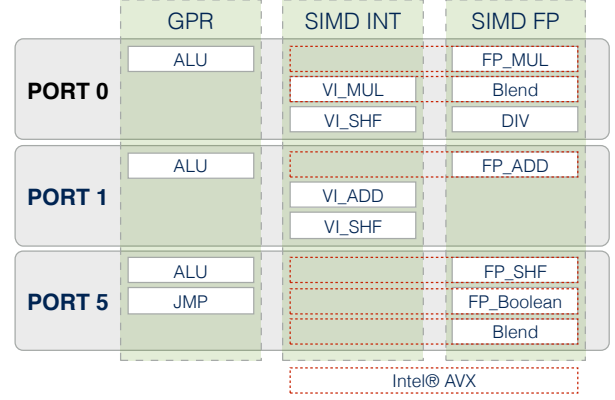 GPR SIMD INT SIMD FP
ALU FP_MUL
PORT 0 VI_MUL Blend
VI_SHF DIV
ALU FP_ADD
PORT 1 VI_ADD
VI_SHF
ALU FP_SHF
PORT 5 JMP FP_Boolean
Blend
Intel® AVX